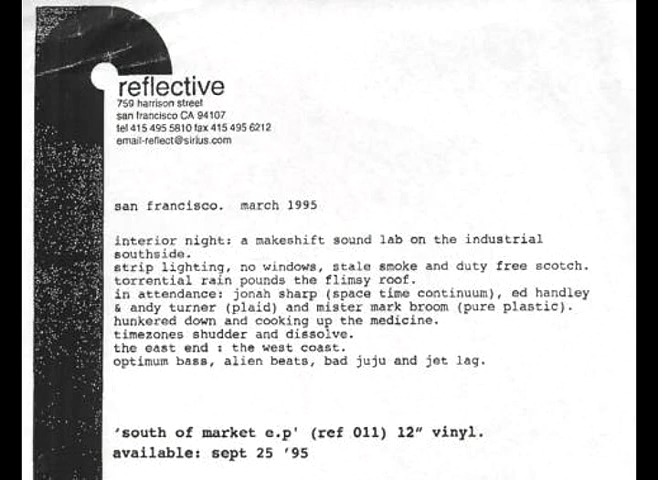 reflective
759 harrison street
san francisco CA 94107
tel 415 495 5810 fax 415 495 6212
email-reflect@sirius.com
san francisco. march 1995
interior night: a makeshift sound lab on the industrial
southside.
strip lighting, no windows, stale smoke and duty free scotch.
torrential rain pounds the flimsy roof.
in attendance: jonah sharp (space time continuum), ed handley
& andy turner (plaid) and mister mark broom (pure plastic).
hunkered down and cooking up the medicine.
timezones shudder and dissolve.
the east end : the west coast.
optimum bass, alien beats, bad juju and jet lag.
'south of market e.p' (ref 011) 12" vinyl.
available: sept 25 '95